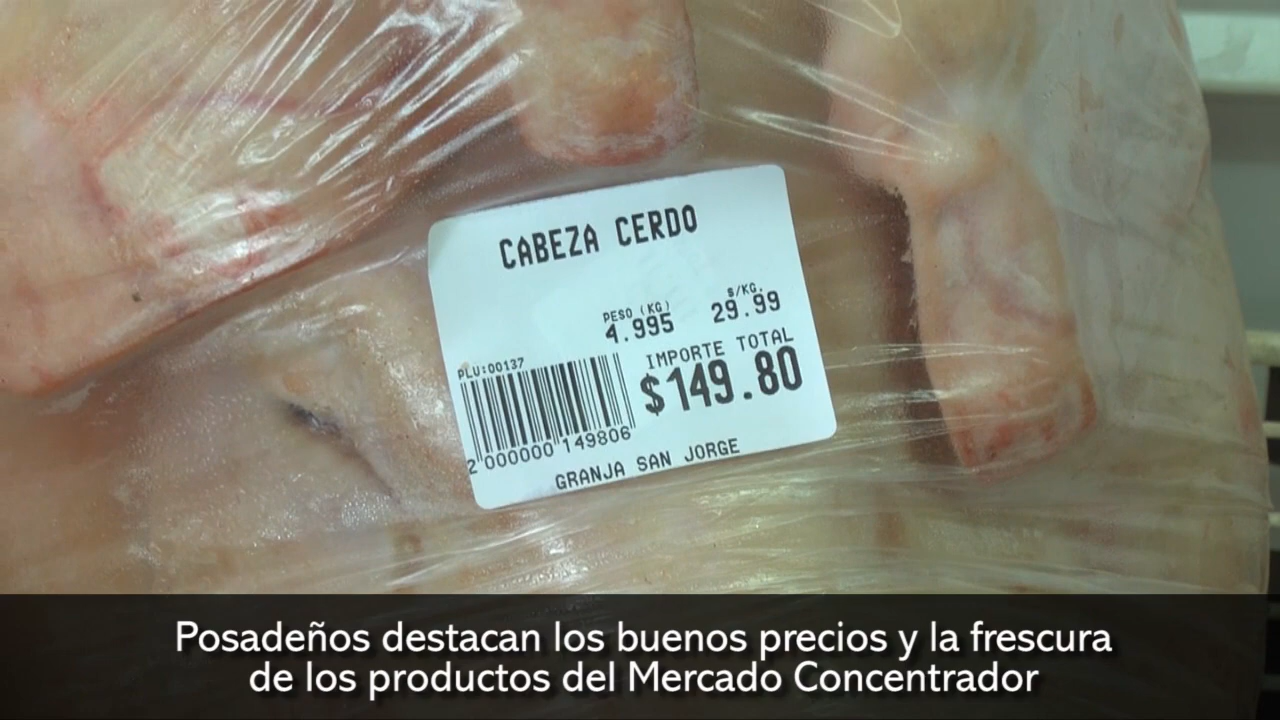 CABEZA CERDO
PESO (KG) $/KG.
4.995 29.99
PLU:00137
IMPORTE TOTAL
$149.80
2 000000 149806
GRANJA SAN JORGE
Posadeños destacan los buenos precios y la frescura
de los productos del Mercado Concentrador